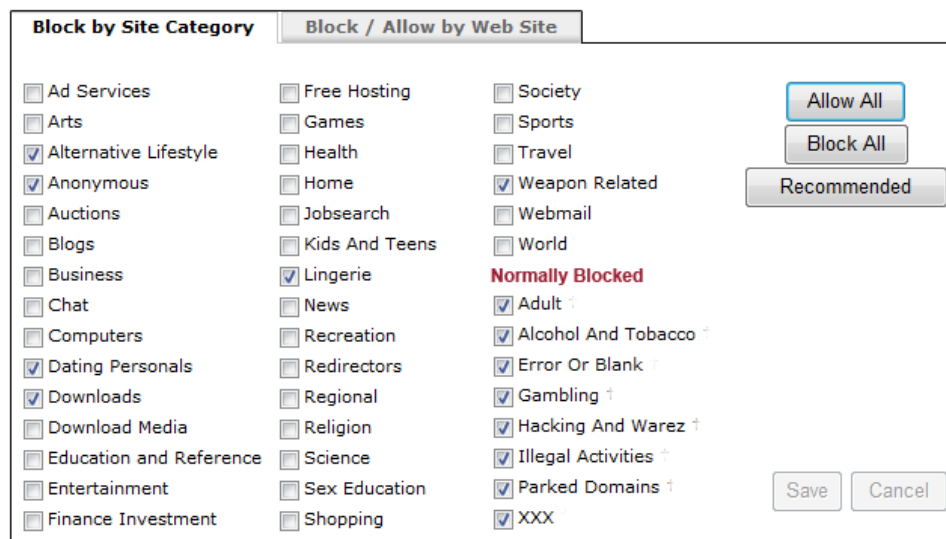 Block by Site Category
Block / Allow by Web Site
Ad Services
Arts
Alternative Lifestyle
Anonymous
Auctions
Blogs
Business
Chat
Computers
Dating Personals
Downloads
Download Media
Education and Reference
Entertainment
Finance Investment
Free Hosting
Games
Health
Home
Jobsearch
Kids And Teens
Lingerie
News
Recreation
Redirectors
Regional
Religion
Science
Sex Education
Shopping
Society
Sports
Travel
Weapon Related
Webmail
World
Normally Blocked
Adult †
Alcohol And Tobacco †
Error Or Blank †
Gambling †
Hacking And Warez †
Illegal Activities †
Parked Domains †
XXX
Allow All
Block All
Recommended
Save
Cancel